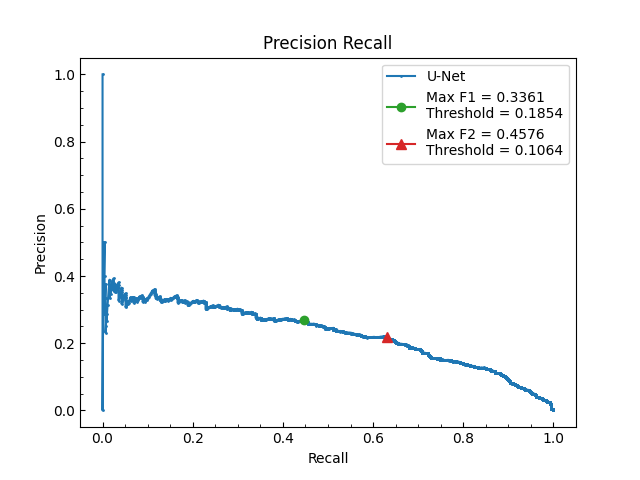 Precision Recall
1.0
0.8
0.6
0.4
0.2
0.0
Precision
0.0 0.2 0.4 0.6 0.8 1.0
Recall
U-Net
Max F1 = 0.3361
Threshold = 0.1854
Max F2 = 0.4576
Threshold = 0.1064